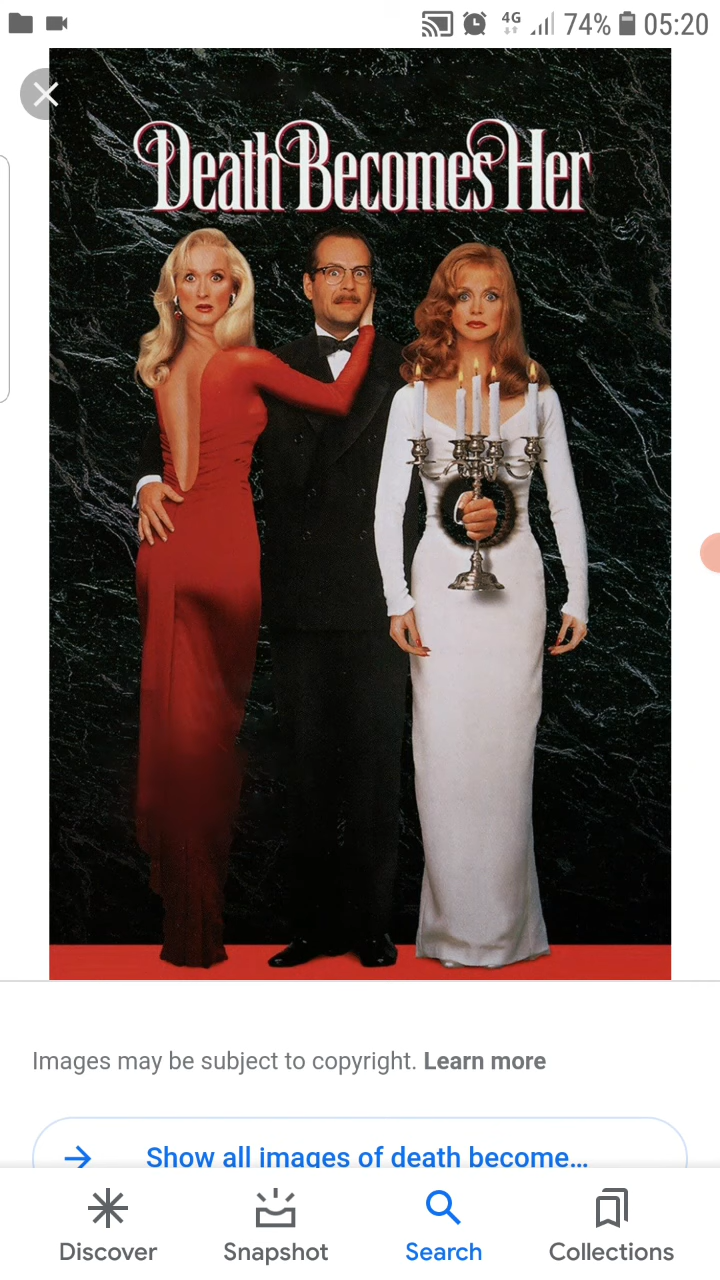 4G 74% 05:20
Death Becomes Her
Images may be subject to copyright. Learn more
Show all images of death become...
Discover Snapshot Search Collections